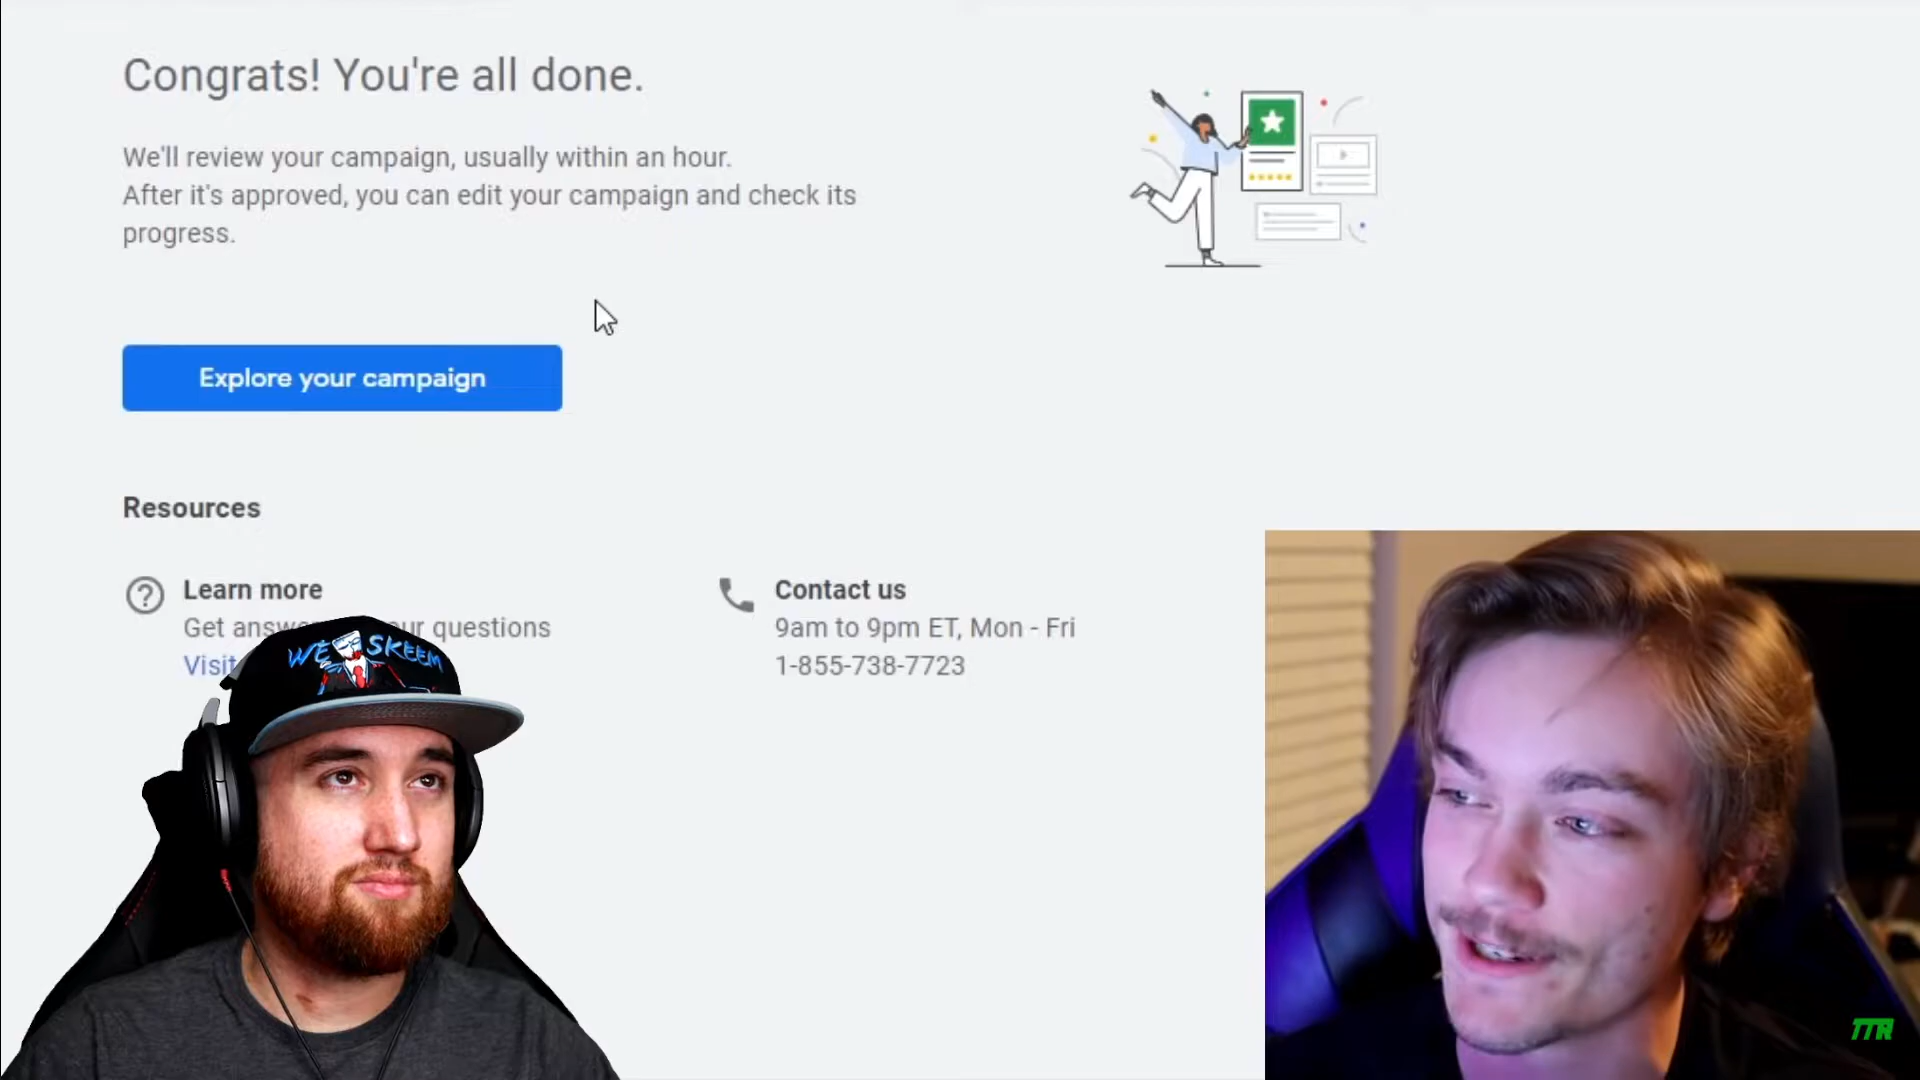 Congrats! You're all done.
We'll review your campaign, usually within an hour.
After it's approved, you can edit your campaign and check its
progress.
Explore your campaign
Resources
Learn more
Get your questions
Visit
Contact us
9am to 9pm ET, Mon - Fri
1-855-738-7723
WE SKEEM
TTR